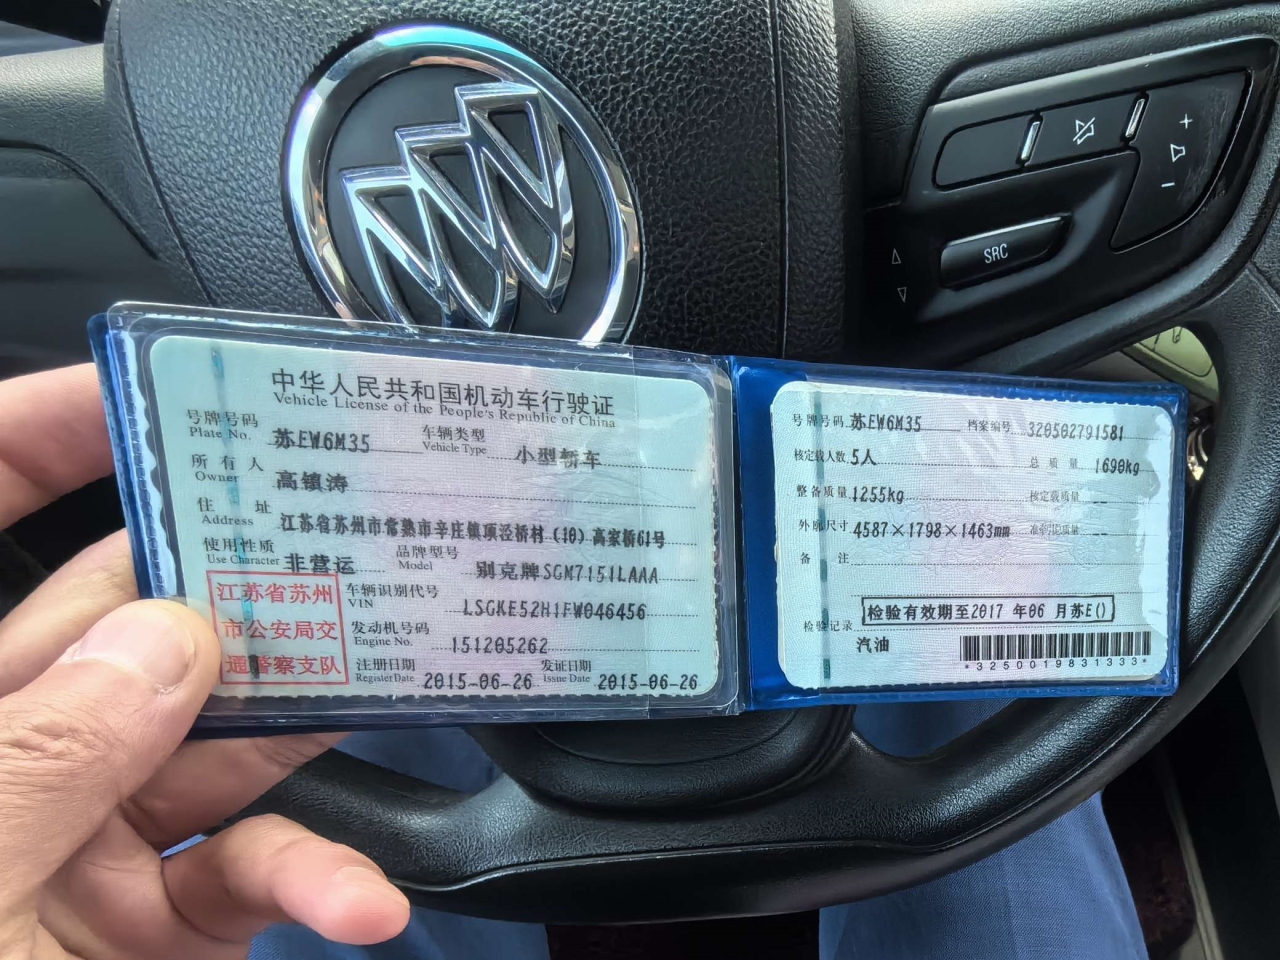 SRC
中华人民共和国机动车行驶证
Vehicle License of the People's Republic of China
号牌号码 苏EW6M35 车辆类型 小型轿车
Plate No. Vehicle Type
所有人 高镇涛
Owner
住址 江苏省苏州市常熟市辛庄镇项泾桥村(10)高家桥61号
Address
使用性质 非营运 品牌型号 别克牌SGM7151LAAA
Use Character Model
江苏省苏州
市公安局交
通警察支队
车辆识别代号 LSGKE52H1FW046456
VIN
发动机号码 151205262
Engine No.
注册日期 2015-06-26 发证日期 2015-06-26
Register Date Issue Date
号牌号码 苏EW6M35 档案编号 320502791581
核定载人数 5人 总质量 1690kg
整备质量 1255kg 核定载质量 --
外廓尺寸 4587×1798×1463mm 准牵引总质量 --
备注
检验有效期至2017 年06 月苏E()
检验记录
汽油
*3250019831333*